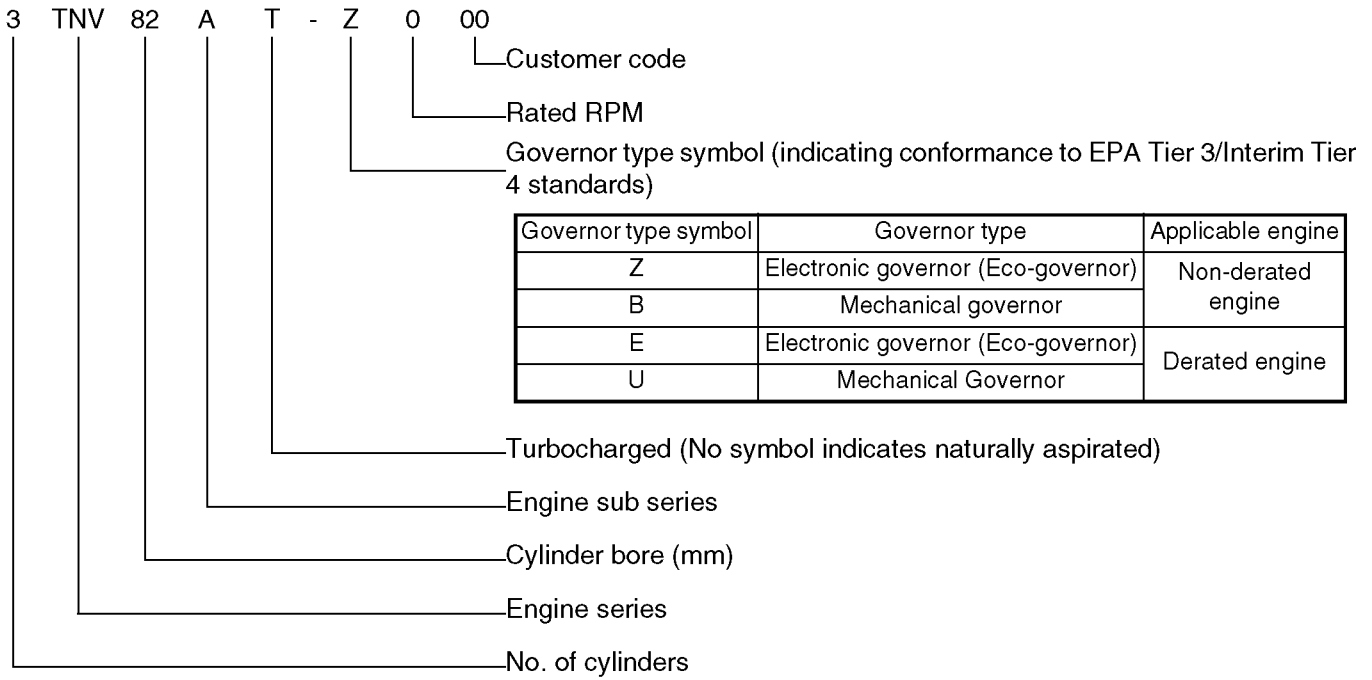 3 TNV 82 A T - Z 0 00
Customer code
Rated RPM
Governor type symbol (indicating conformance to EPA Tier 3/Interim Tier
4 standards)
Governor type symbol Governor type Applicable engine
Z Electronic governor (Eco-governor) Non-derated
engine
B Mechanical governor
E Electronic governor (Eco-governor) Derated engine
U Mechanical Governor
Turbocharged (No symbol indicates naturally aspirated)
Engine sub series
Cylinder bore (mm)
Engine series
No. of cylinders